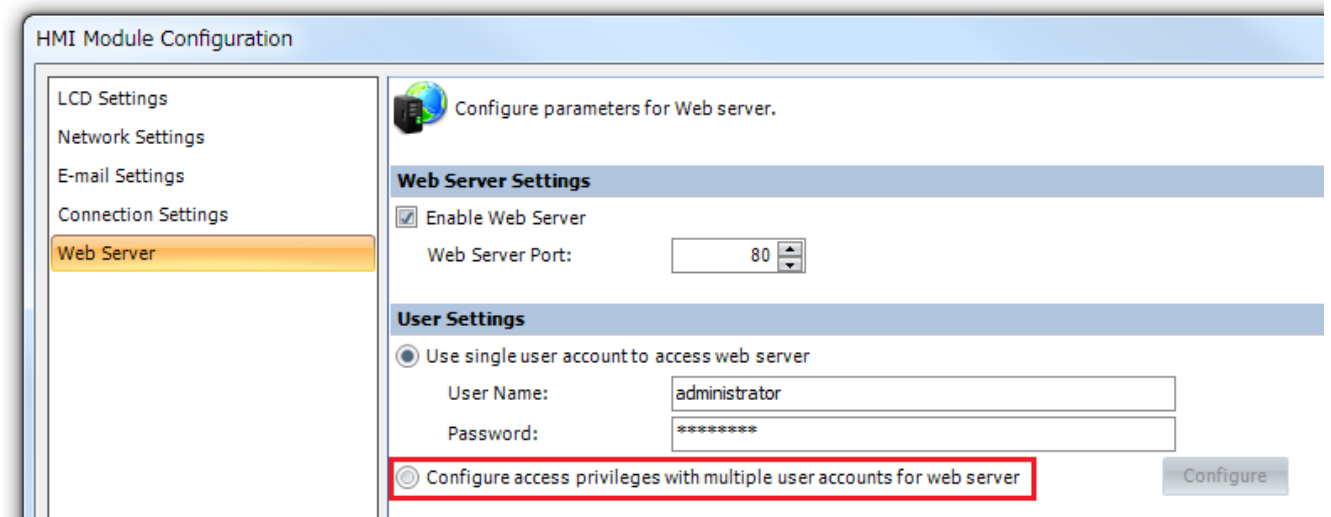 HMI Module Configuration
LCD Settings
Network Settings
E-mail Settings
Connection Settings
Web Server
Configure parameters for Web server.
Web Server Settings
Enable Web Server
Web Server Port: 80
User Settings
Use single user account to access web server
User Name: administrator
Password: ********
Configure access privileges with multiple user accounts for web server Configure